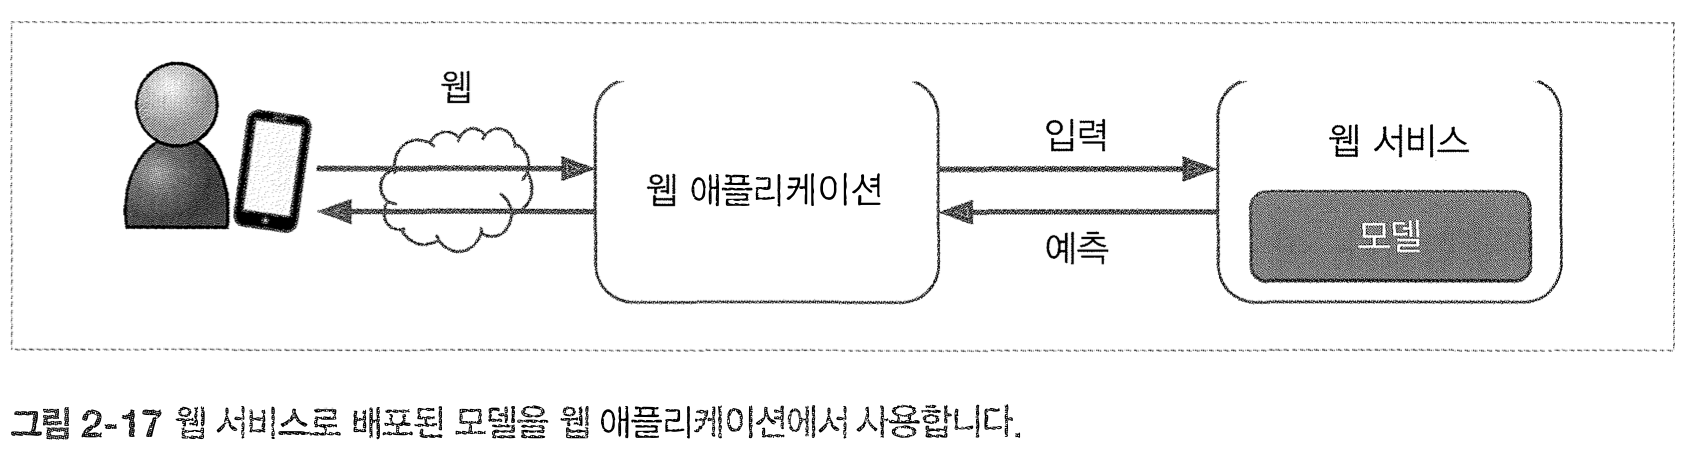 웹
웹 애플리케이션
입력
예측
웹 서비스
모델
그림 2-17 웹 서비스로 배포된 모델을 웹 애플리케이션에서 사용합니다.